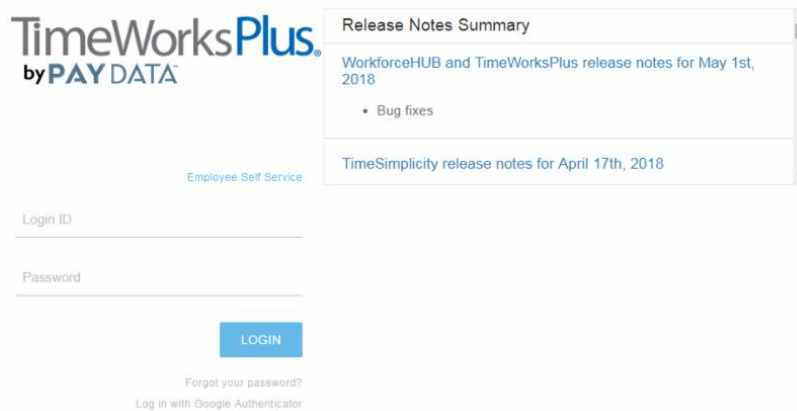 TimeWorksPlus®
by PAY DATA™
Employee Self Service
Login ID
Password
LOGIN
Forgot your password?
Log in with Google Authenticator
Release Notes Summary
WorkforceHUB and TimeWorksPlus release notes for May 1st,
2018
• Bug fixes
TimeSimplicity release notes for April 17th, 2018